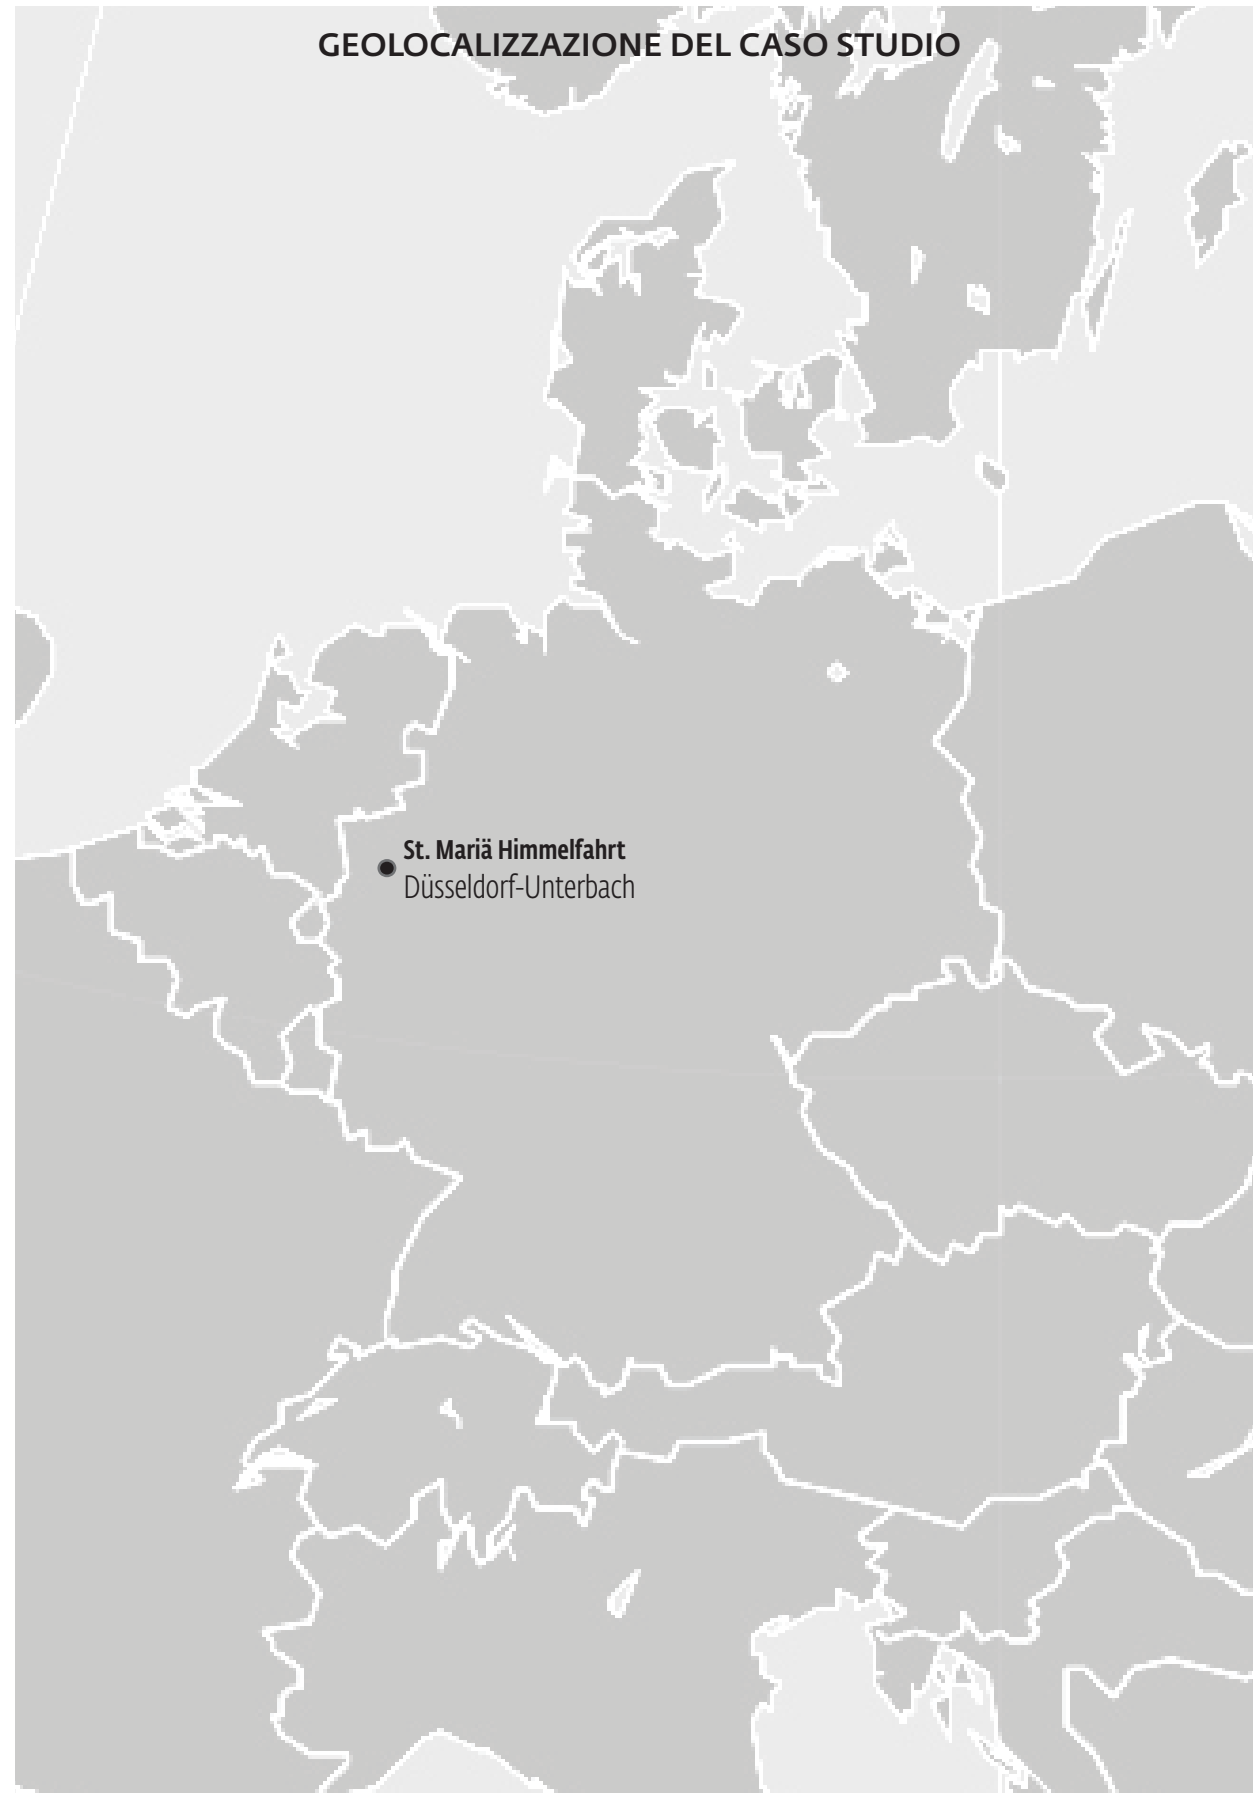 GEOLOCALIZZAZIONE DEL CASO STUDIO
St. Mariä Himmelfahrt
Düsseldorf-Unterbach